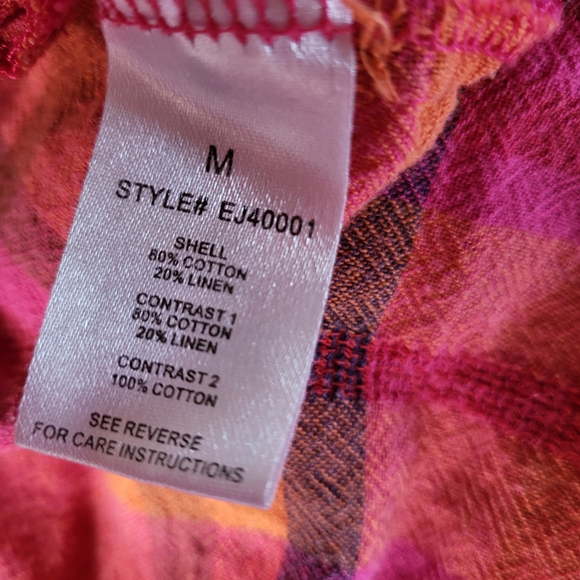 M
STYLE# EJ40001
SHELL
80% COTTON
20% LINEN
CONTRAST 1
80% COTTON
20% LINEN
CONTRAST 2
100% COTTON
SEE REVERSE
FOR CARE INSTRUCTIONS